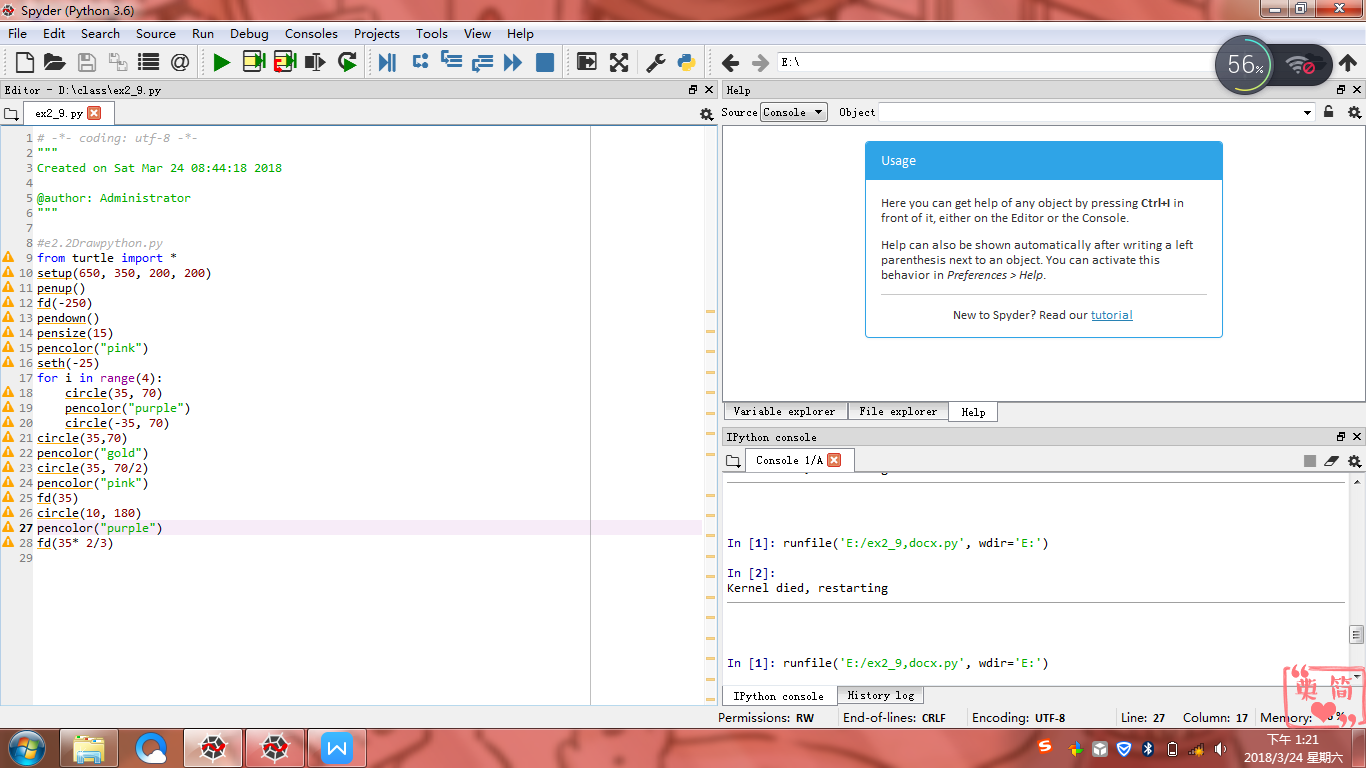 Spyder (Python 3.6)
File Edit Search Source Run Debug Consoles Projects Tools View Help
E:\
56%
Editor - D:\class\ex2_9.py
Help
ex2_9.py
Source Console Object
1 # -*- coding: utf-8 -*-
2 """
3 Created on Sat Mar 24 08:44:18 2018
4
5 @author: Administrator
6 """
7
8 #e2.2Drawpython.py
9 from turtle import *
10 setup(650, 350, 200, 200)
11 penup()
12 fd(-250)
13 pendown()
14 pensize(15)
15 pencolor("pink")
16 seth(-25)
17 for i in range(4):
18     circle(35, 70)
19     pencolor("purple")
20     circle(-35, 70)
21 circle(35,70)
22 pencolor("gold")
23 circle(35, 70/2)
24 pencolor("pink")
25 fd(35)
26 circle(10, 180)
27 pencolor("purple")
28 fd(35* 2/3)
29
Usage
Here you can get help of any object by pressing Ctrl+I in
front of it, either on the Editor or the Console.
Help can also be shown automatically after writing a left
parenthesis next to an object. You can activate this
behavior in Preferences > Help.
New to Spyder? Read our tutorial
Variable explorer File explorer Help
IPython console
Console 1/A
In [1]: runfile('E:/ex2_9,docx.py', wdir='E:')
In [2]:
Kernel died, restarting
In [1]: runfile('E:/ex2_9,docx.py', wdir='E:')
IPython console History log
Permissions: RW End-of-lines: CRLF Encoding: UTF-8 Line: 27 Column: 17 Memory: %
下午 1:21
2018/3/24 星期六